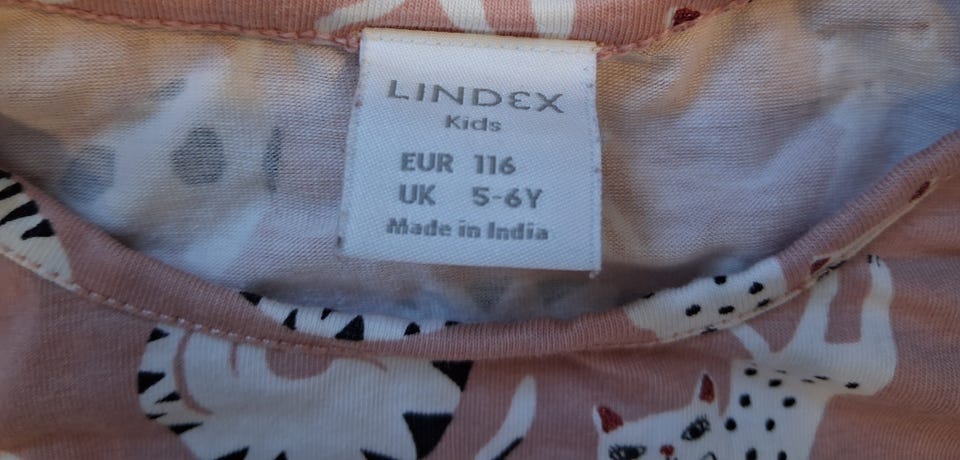 LINDEX
Kids
EUR 116
UK 5-6Y
Made in India